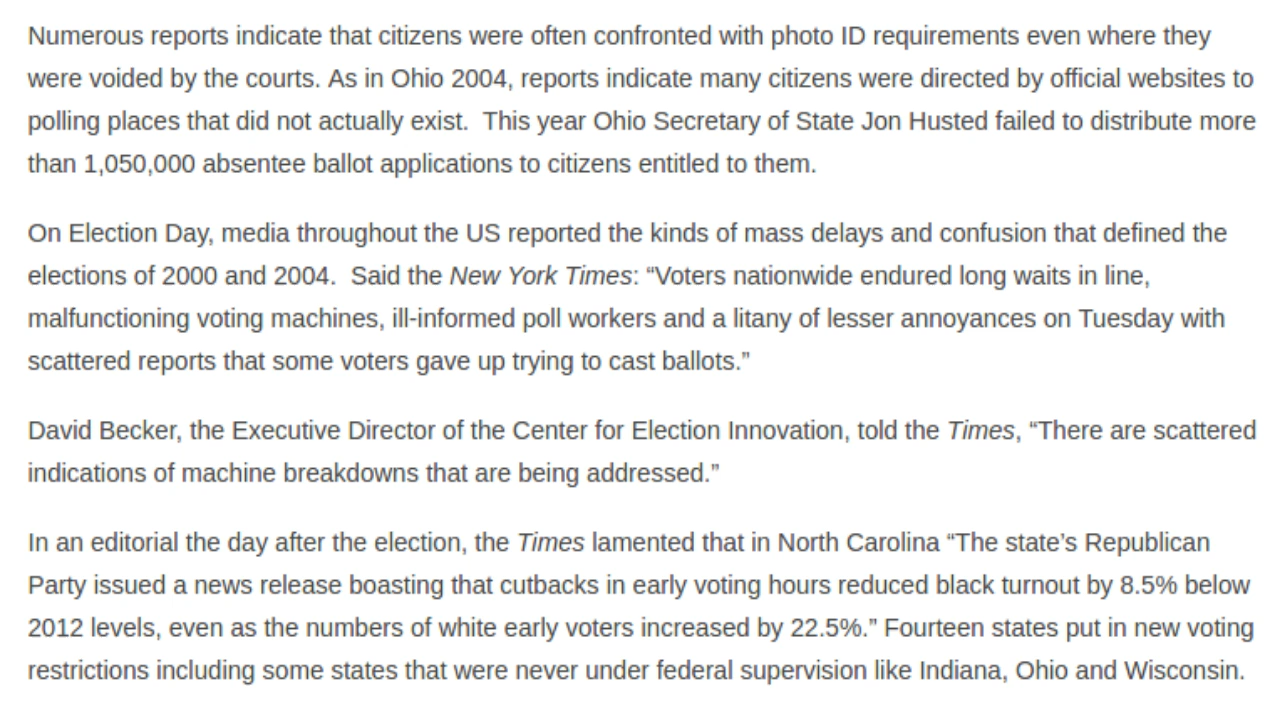 Numerous reports indicate that citizens were often confronted with photo ID requirements even where they
were voided by the courts. As in Ohio 2004, reports indicate many citizens were directed by official websites to
polling places that did not actually exist.  This year Ohio Secretary of State Jon Husted failed to distribute more
than 1,050,000 absentee ballot applications to citizens entitled to them.
On Election Day, media throughout the US reported the kinds of mass delays and confusion that defined the
elections of 2000 and 2004.  Said the New York Times: “Voters nationwide endured long waits in line,
malfunctioning voting machines, ill-informed poll workers and a litany of lesser annoyances on Tuesday with
scattered reports that some voters gave up trying to cast ballots.”
David Becker, the Executive Director of the Center for Election Innovation, told the Times, “There are scattered
indications of machine breakdowns that are being addressed.”
In an editorial the day after the election, the Times lamented that in North Carolina “The state’s Republican
Party issued a news release boasting that cutbacks in early voting hours reduced black turnout by 8.5% below
2012 levels, even as the numbers of white early voters increased by 22.5%.” Fourteen states put in new voting
restrictions including some states that were never under federal supervision like Indiana, Ohio and Wisconsin.